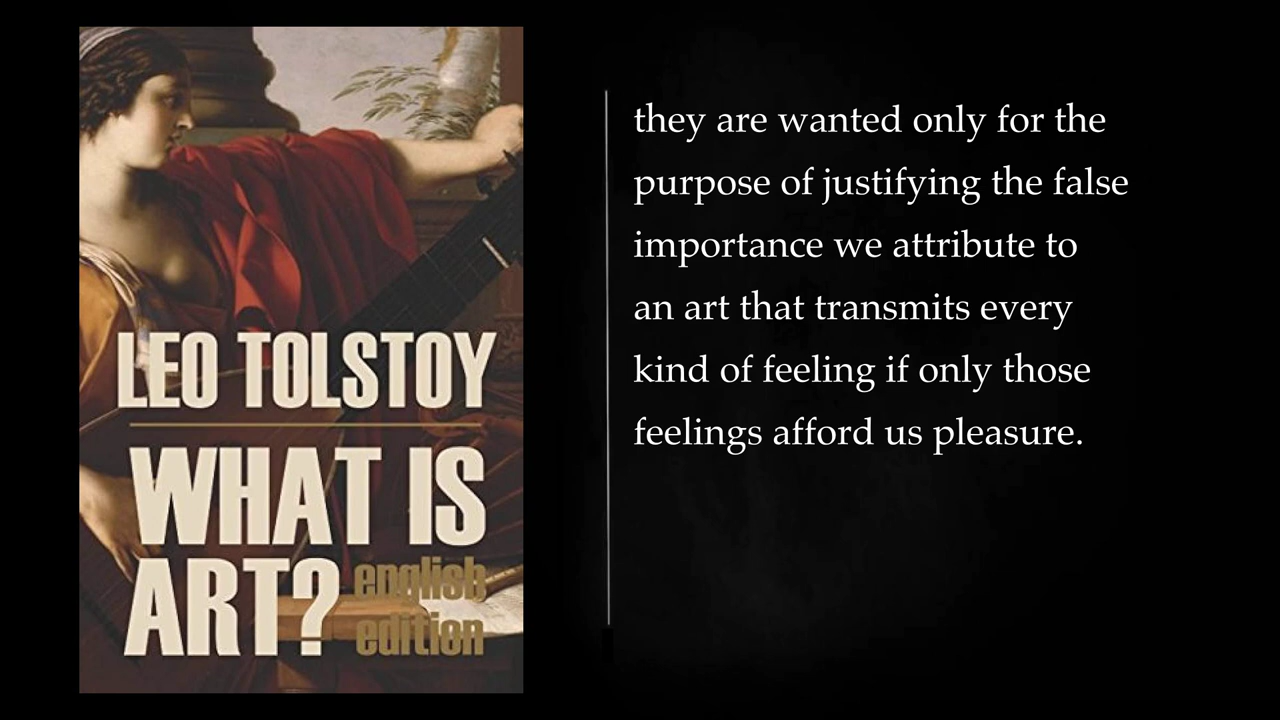 LEO TOLSTOY
WHAT IS
ART?
english
edition
they are wanted only for the
purpose of justifying the false
importance we attribute to
an art that transmits every
kind of feeling if only those
feelings afford us pleasure.